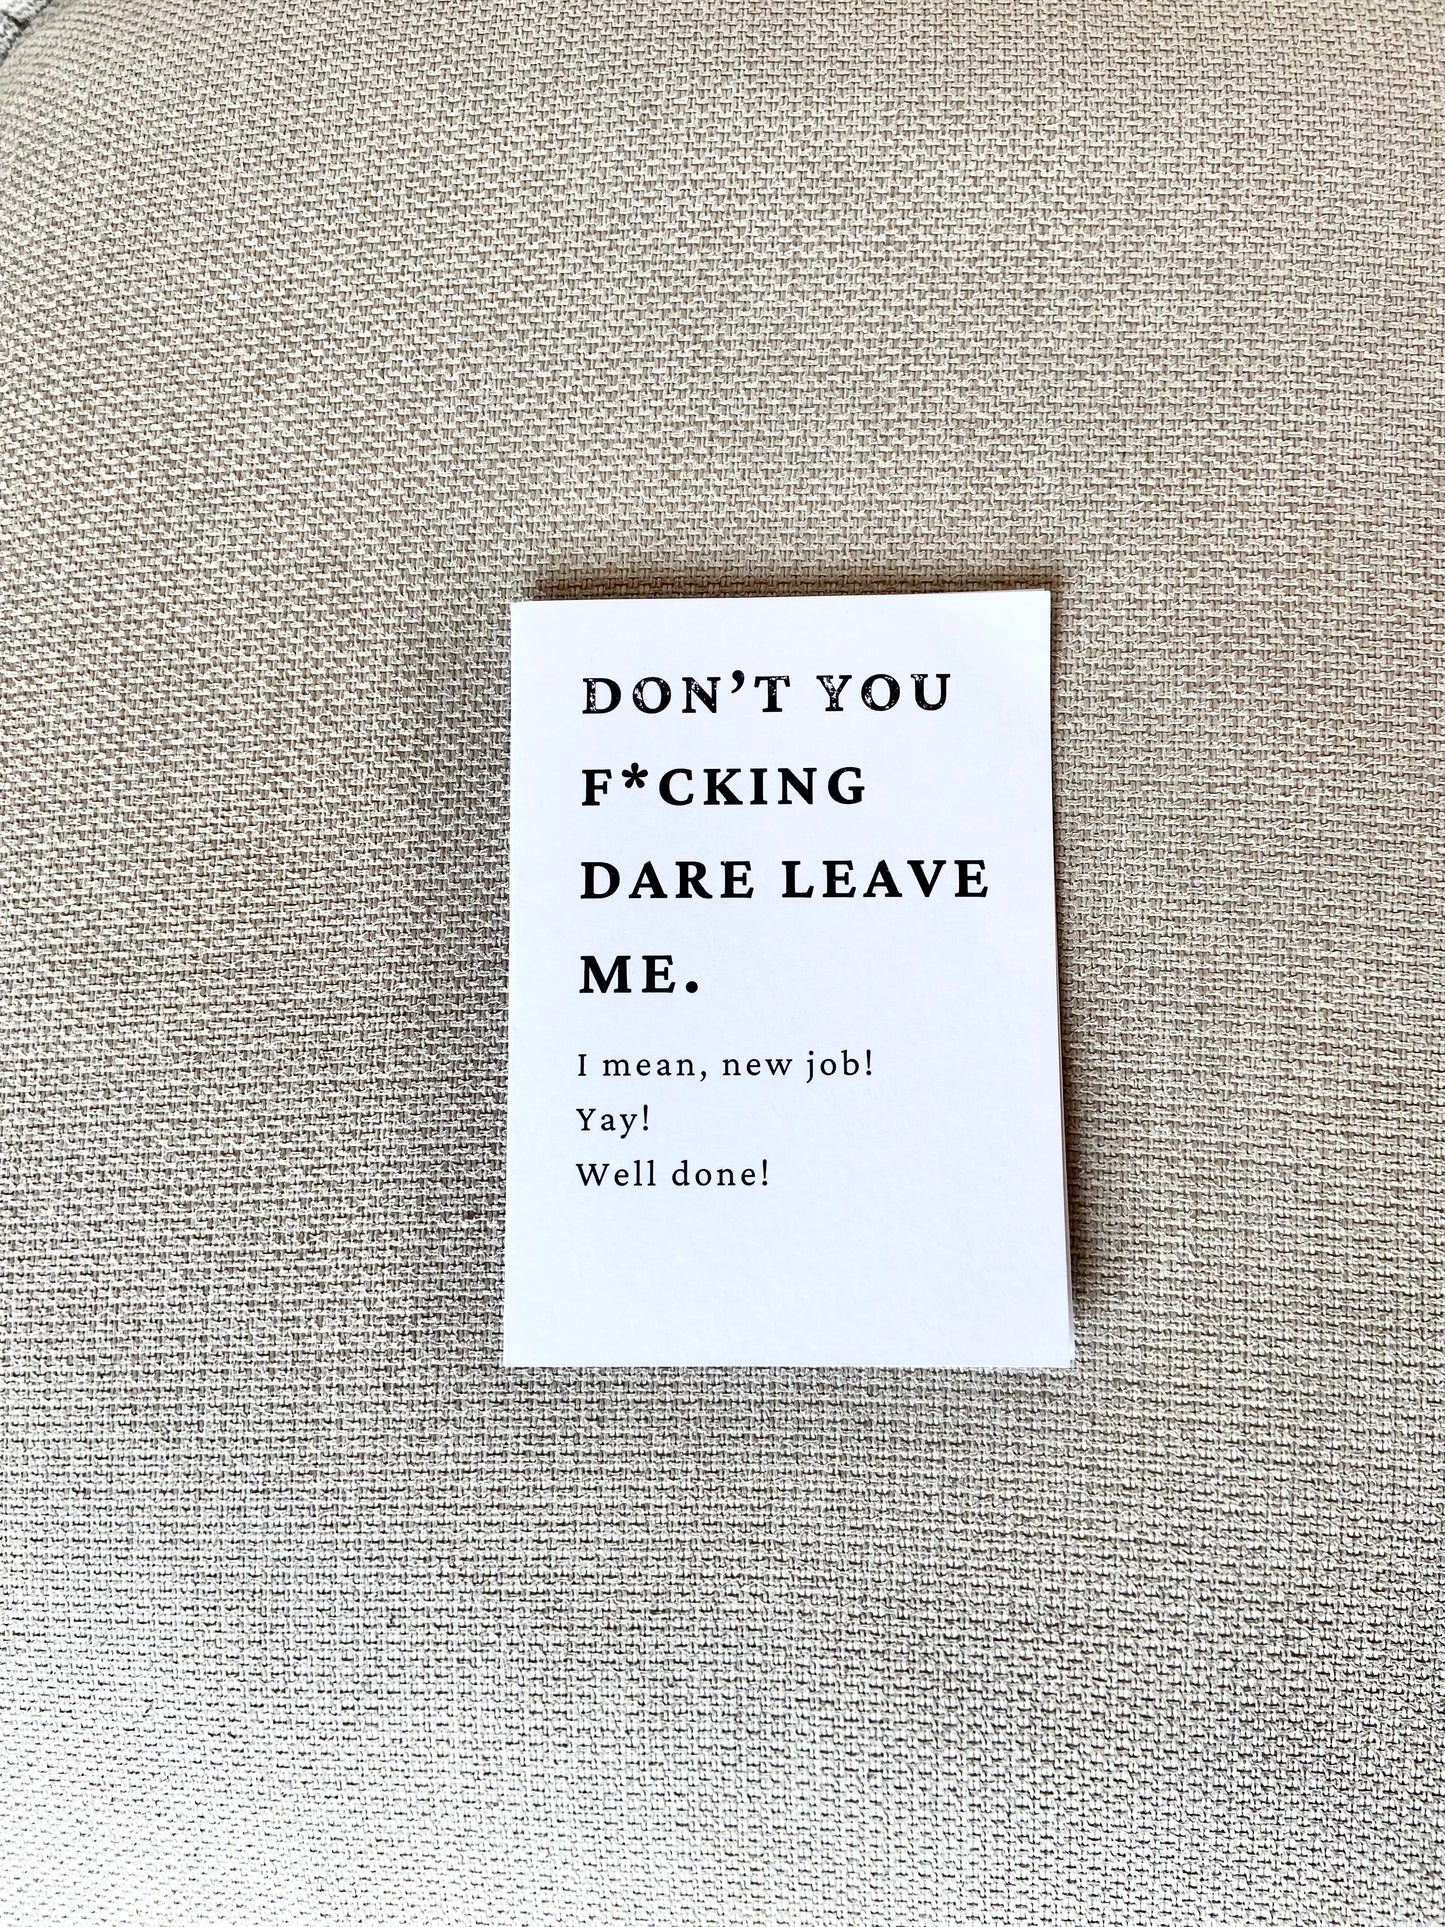 DON’T YOU
F*CKING
DARE LEAVE
ME.
I mean, new job!
Yay!
Well done!